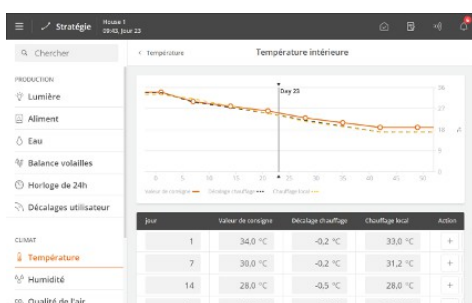 Stratégie
House 1
09:43, Jour 23
Chercher
Température
Température intérieure
PRODUCTION
Lumière
Aliment
Eau
Balance volailles
Horloge de 24h
Décalages utilisateur
CLIMAT
Température
Humidité
Qualité de l'air
Day 23
36
27
18
9
0
0 5 10 15 20 25 30 35 40 45 50
Valeur de consigne Décalage chauffage Chauffage local
Jour Valeur de consigne Décalage chauffage Chauffage local Action
1 34,0 °C -0,2 °C 33,0 °C +
7 30,0 °C -0,2 °C 31,2 °C +
14 28,0 °C -0,5 °C 28,0 °C +